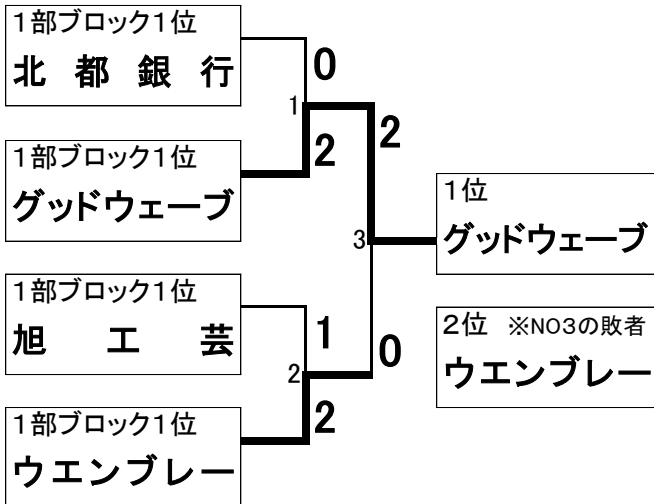 1部ブロック1位
北都銀行
0
1
2
1部ブロック1位
グッドウェーブ
2
3
1位
グッドウェーブ
1部ブロック1位
旭工芸
1
2
2
0
2位 ※NO3の敗者
ウエンブレー
1部ブロック1位
ウエンブレー